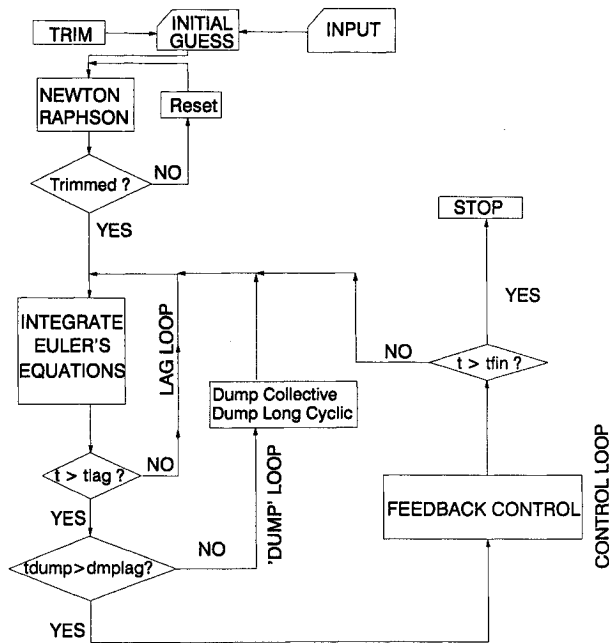 TRIM
INITIAL
GUESS
INPUT
NEWTON
RAPHSON
Reset
Trimmed ?
NO
YES
STOP
YES
INTEGRATE
EULER'S
EQUATIONS
LAG LOOP
NO
t > tfin ?
Dump Collective
Dump Long Cyclic
t > tlag ?
NO
YES
'DUMP' LOOP
FEEDBACK CONTROL
CONTROL LOOP
tdump>dmplag?
NO
YES